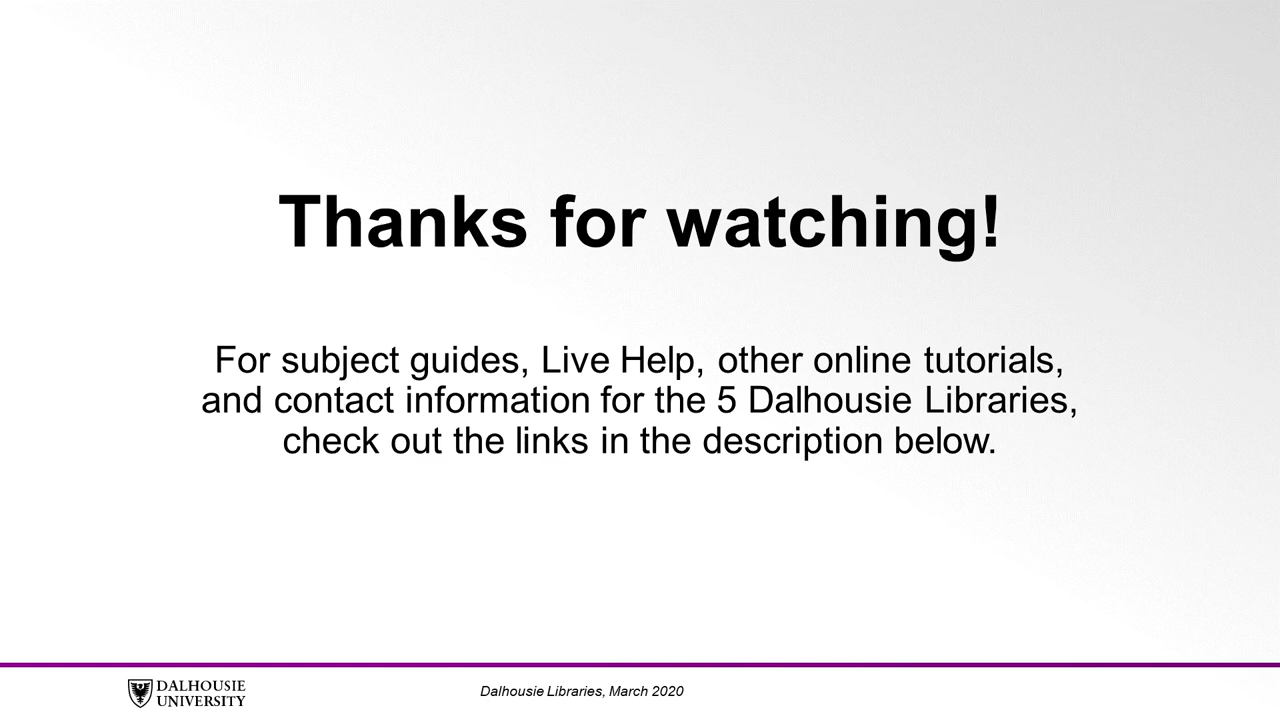 Thanks for watching!
For subject guides, Live Help, other online tutorials,
and contact information for the 5 Dalhousie Libraries,
check out the links in the description below.
DALHOUSIE
UNIVERSITY
Dalhousie Libraries, March 2020